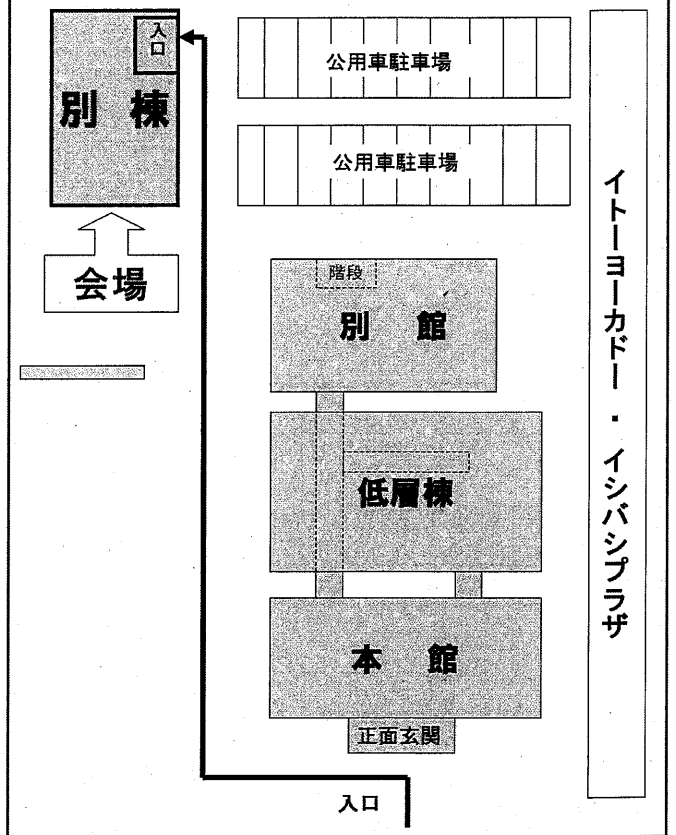 入口
別棟
公用車駐車場
公用車駐車場
会場
階段
別館
低層棟
本館
正面玄関
入口
イトーヨーカドー・イシバシプラザ